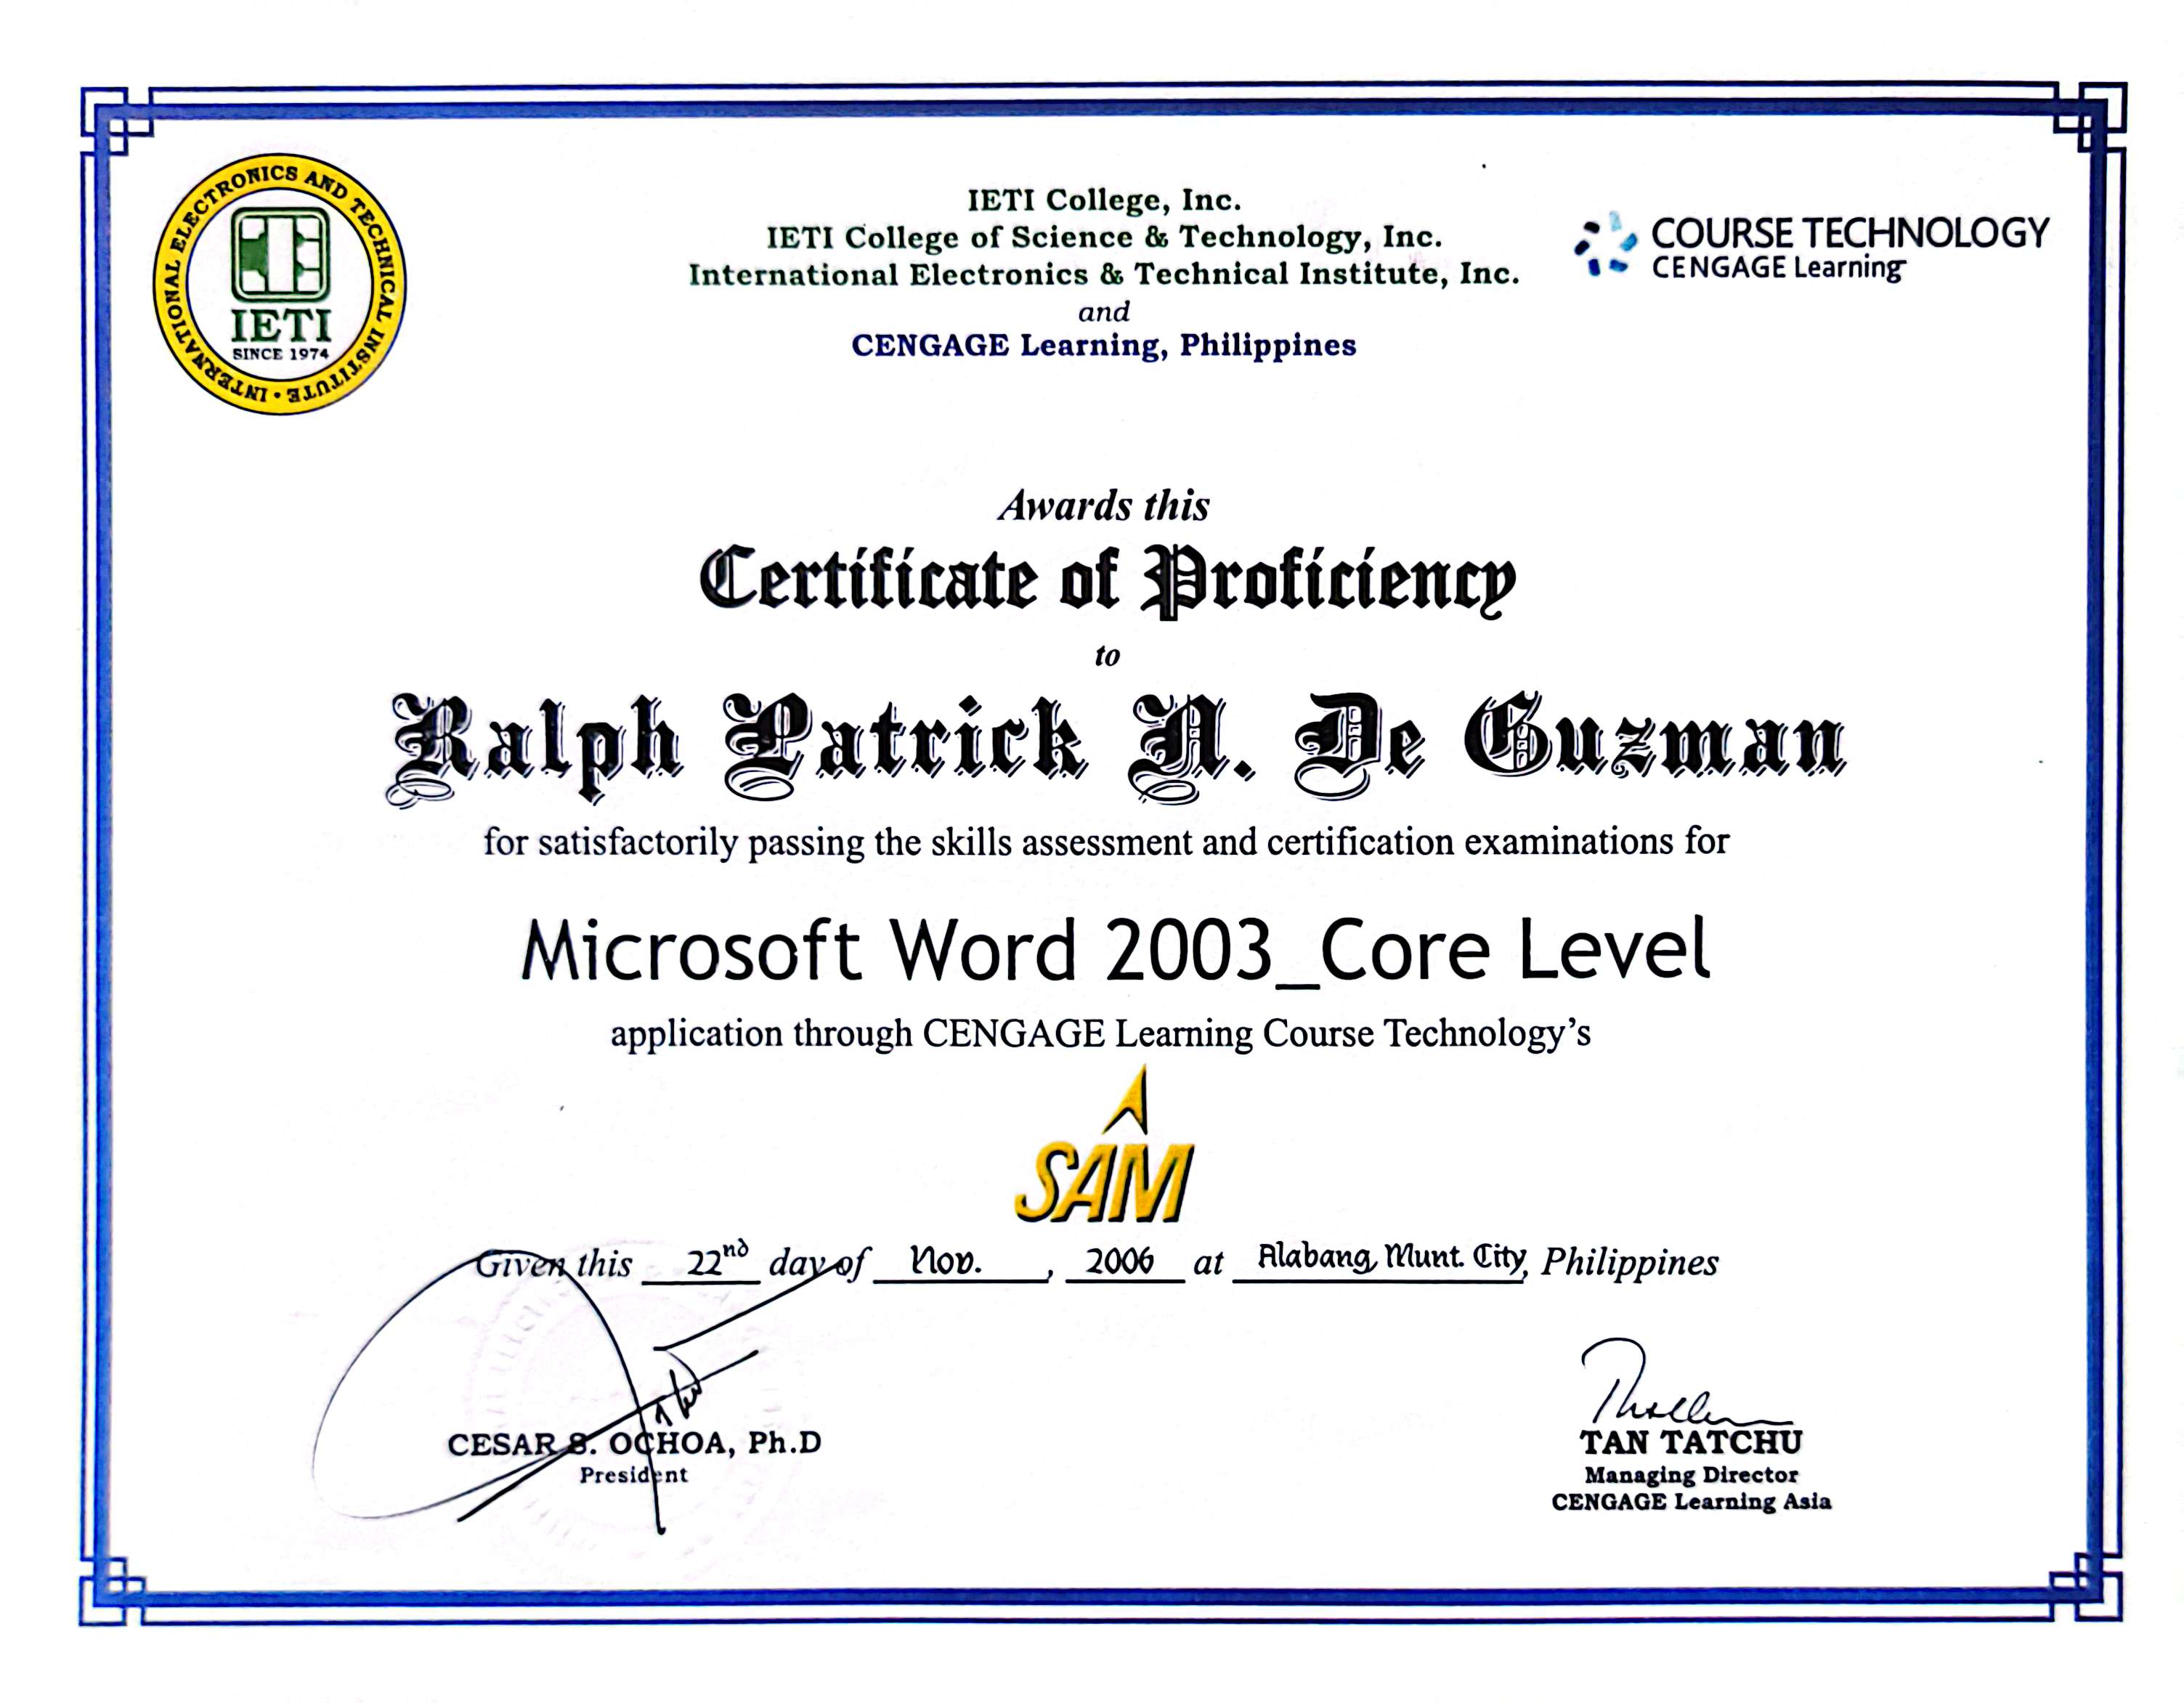 INTERNATIONAL ELECTRONICS AND TECHNICAL INSTITUTE •
IETI
SINCE 1974
IETI College, Inc.
IETI College of Science & Technology, Inc.
International Electronics & Technical Institute, Inc.
and
CENGAGE Learning, Philippines
COURSE TECHNOLOGY
CENGAGE Learning
Awards this
Certificate of Proficiency
to
Ralph Patrick N. De Guzman
for satisfactorily passing the skills assessment and certification examinations for
Microsoft Word 2003_Core Level
application through CENGAGE Learning Course Technology’s
SAM
Given this 22nd day of Nov. , 2006 at Alabang, Munt. City, Philippines
CESAR S. OCHOA, Ph.D
President
TAN TATCHU
Managing Director
CENGAGE Learning Asia